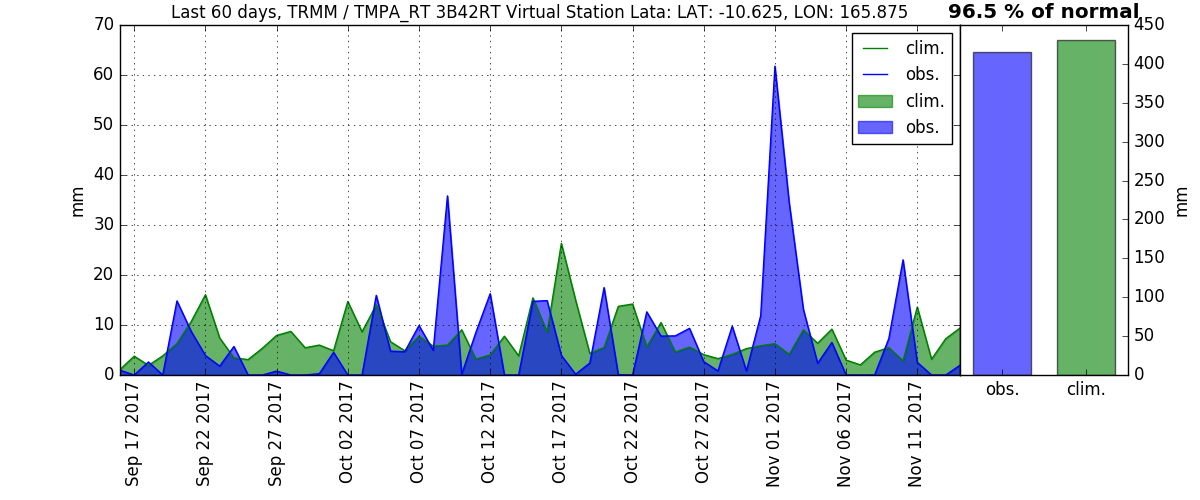 Last 60 days, TRMM / TMPA_RT 3B42RT Virtual Station Lata: LAT: -10.625, LON: 165.875
96.5 % of normal
70
60
50
40
30
20
10
0
mm
clim.
obs.
clim.
obs.
Sep 17 2017
Sep 22 2017
Sep 27 2017
Oct 02 2017
Oct 07 2017
Oct 12 2017
Oct 17 2017
Oct 22 2017
Oct 27 2017
Nov 01 2017
Nov 06 2017
Nov 11 2017
450
400
350
300
250
200
150
100
50
0
mm
obs.
clim.